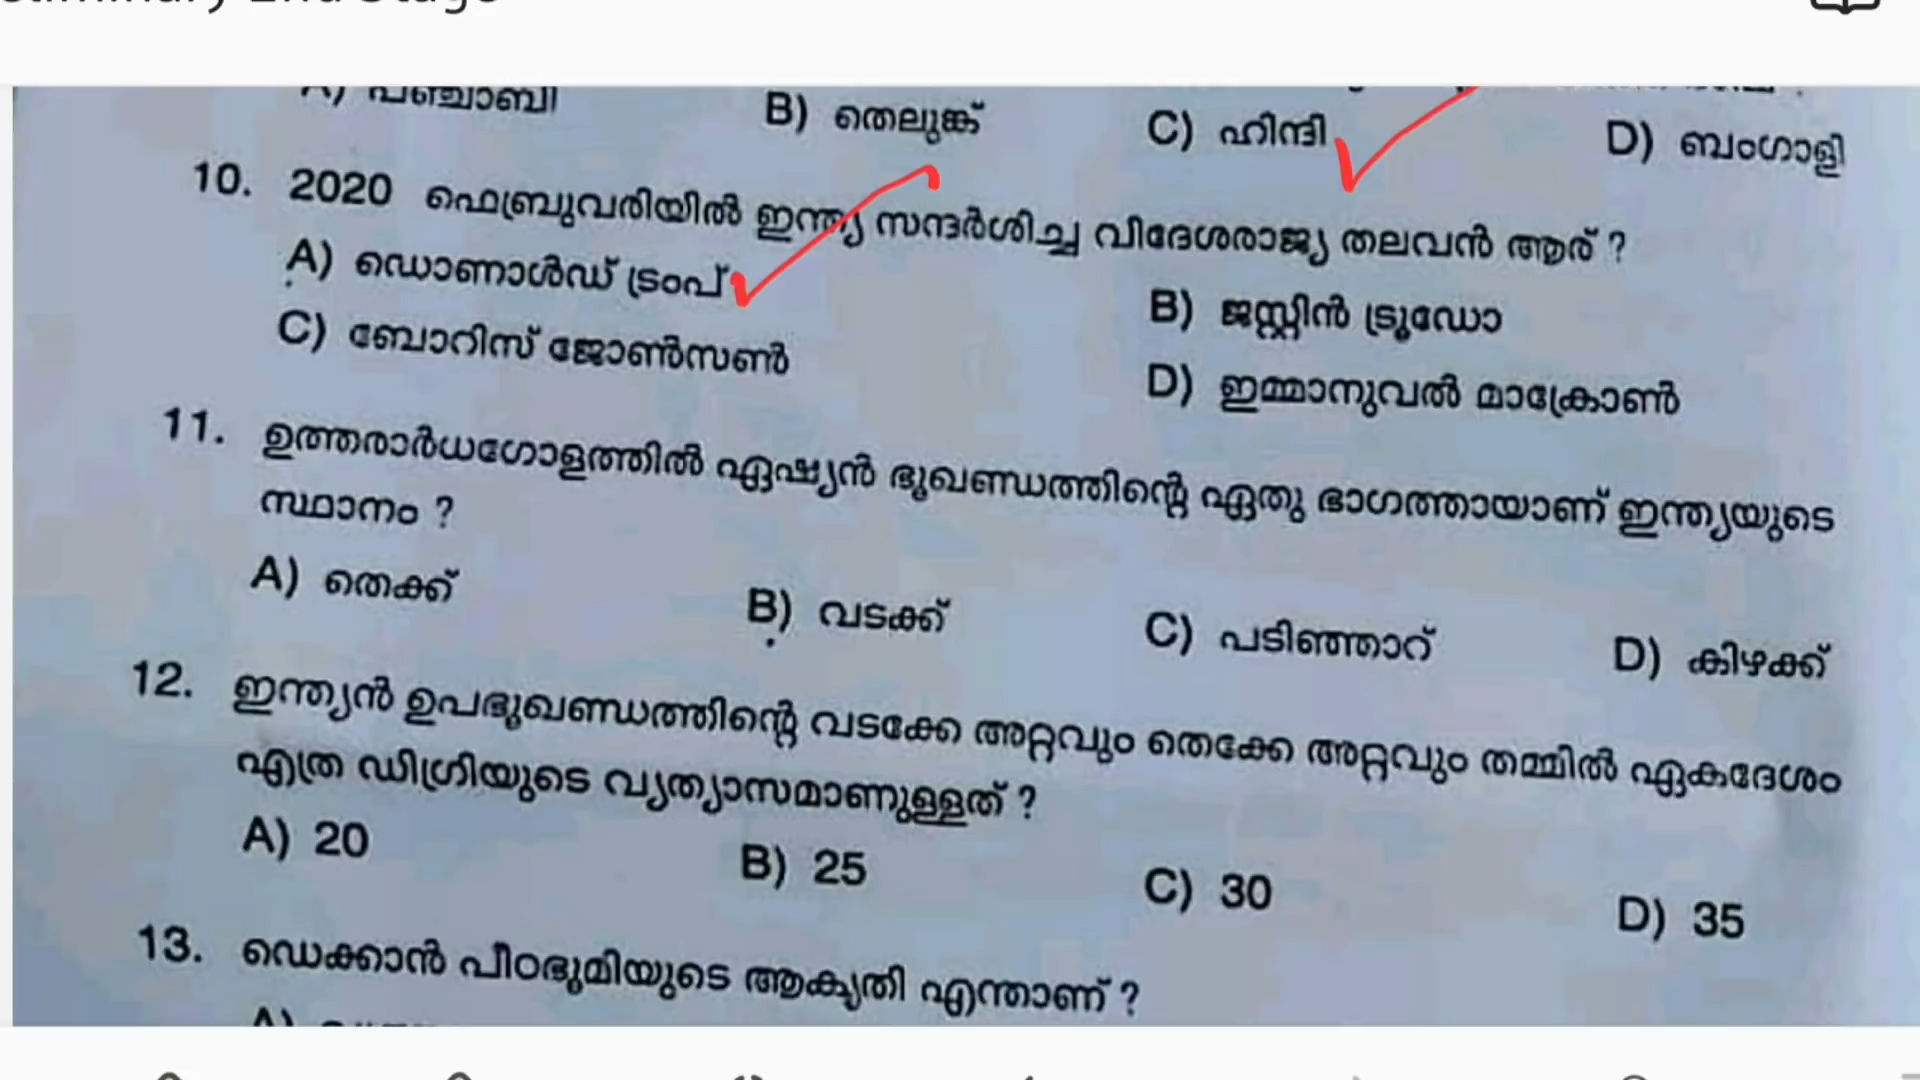 A) പഞ്ചാബി B) തെലുങ്ക് C) ഹിന്ദി D) ബംഗാളി
10. 2020 ഫെബ്രുവരിയിൽ ഇന്ത്യ സന്ദർശിച്ച വിദേശരാജ്യ തലവൻ ആര് ?
A) ഡൊണാൾഡ് ട്രംപ് B) ജസ്റ്റിൻ ട്രൂഡോ
C) ബോറിസ് ജോൺസൺ D) ഇമ്മാനുവൽ മാക്രോൺ
11. ഉത്തരാർധഗോളത്തിൽ ഏഷ്യൻ ഭൂഖണ്ഡത്തിന്റെ ഏതു ഭാഗത്തായാണ് ഇന്ത്യയുടെ
സ്ഥാനം ?
A) തെക്ക് B) വടക്ക് C) പടിഞ്ഞാറ് D) കിഴക്ക്
12. ഇന്ത്യൻ ഉപഭൂഖണ്ഡത്തിന്റെ വടക്കേ അറ്റവും തെക്കേ അറ്റവും തമ്മിൽ ഏകദേശം
എത്ര ഡിഗ്രിയുടെ വ്യത്യാസമാണുള്ളത് ?
A) 20 B) 25 C) 30 D) 35
13. ഡെക്കാൻ പീഠഭൂമിയുടെ ആകൃതി എന്താണ് ?